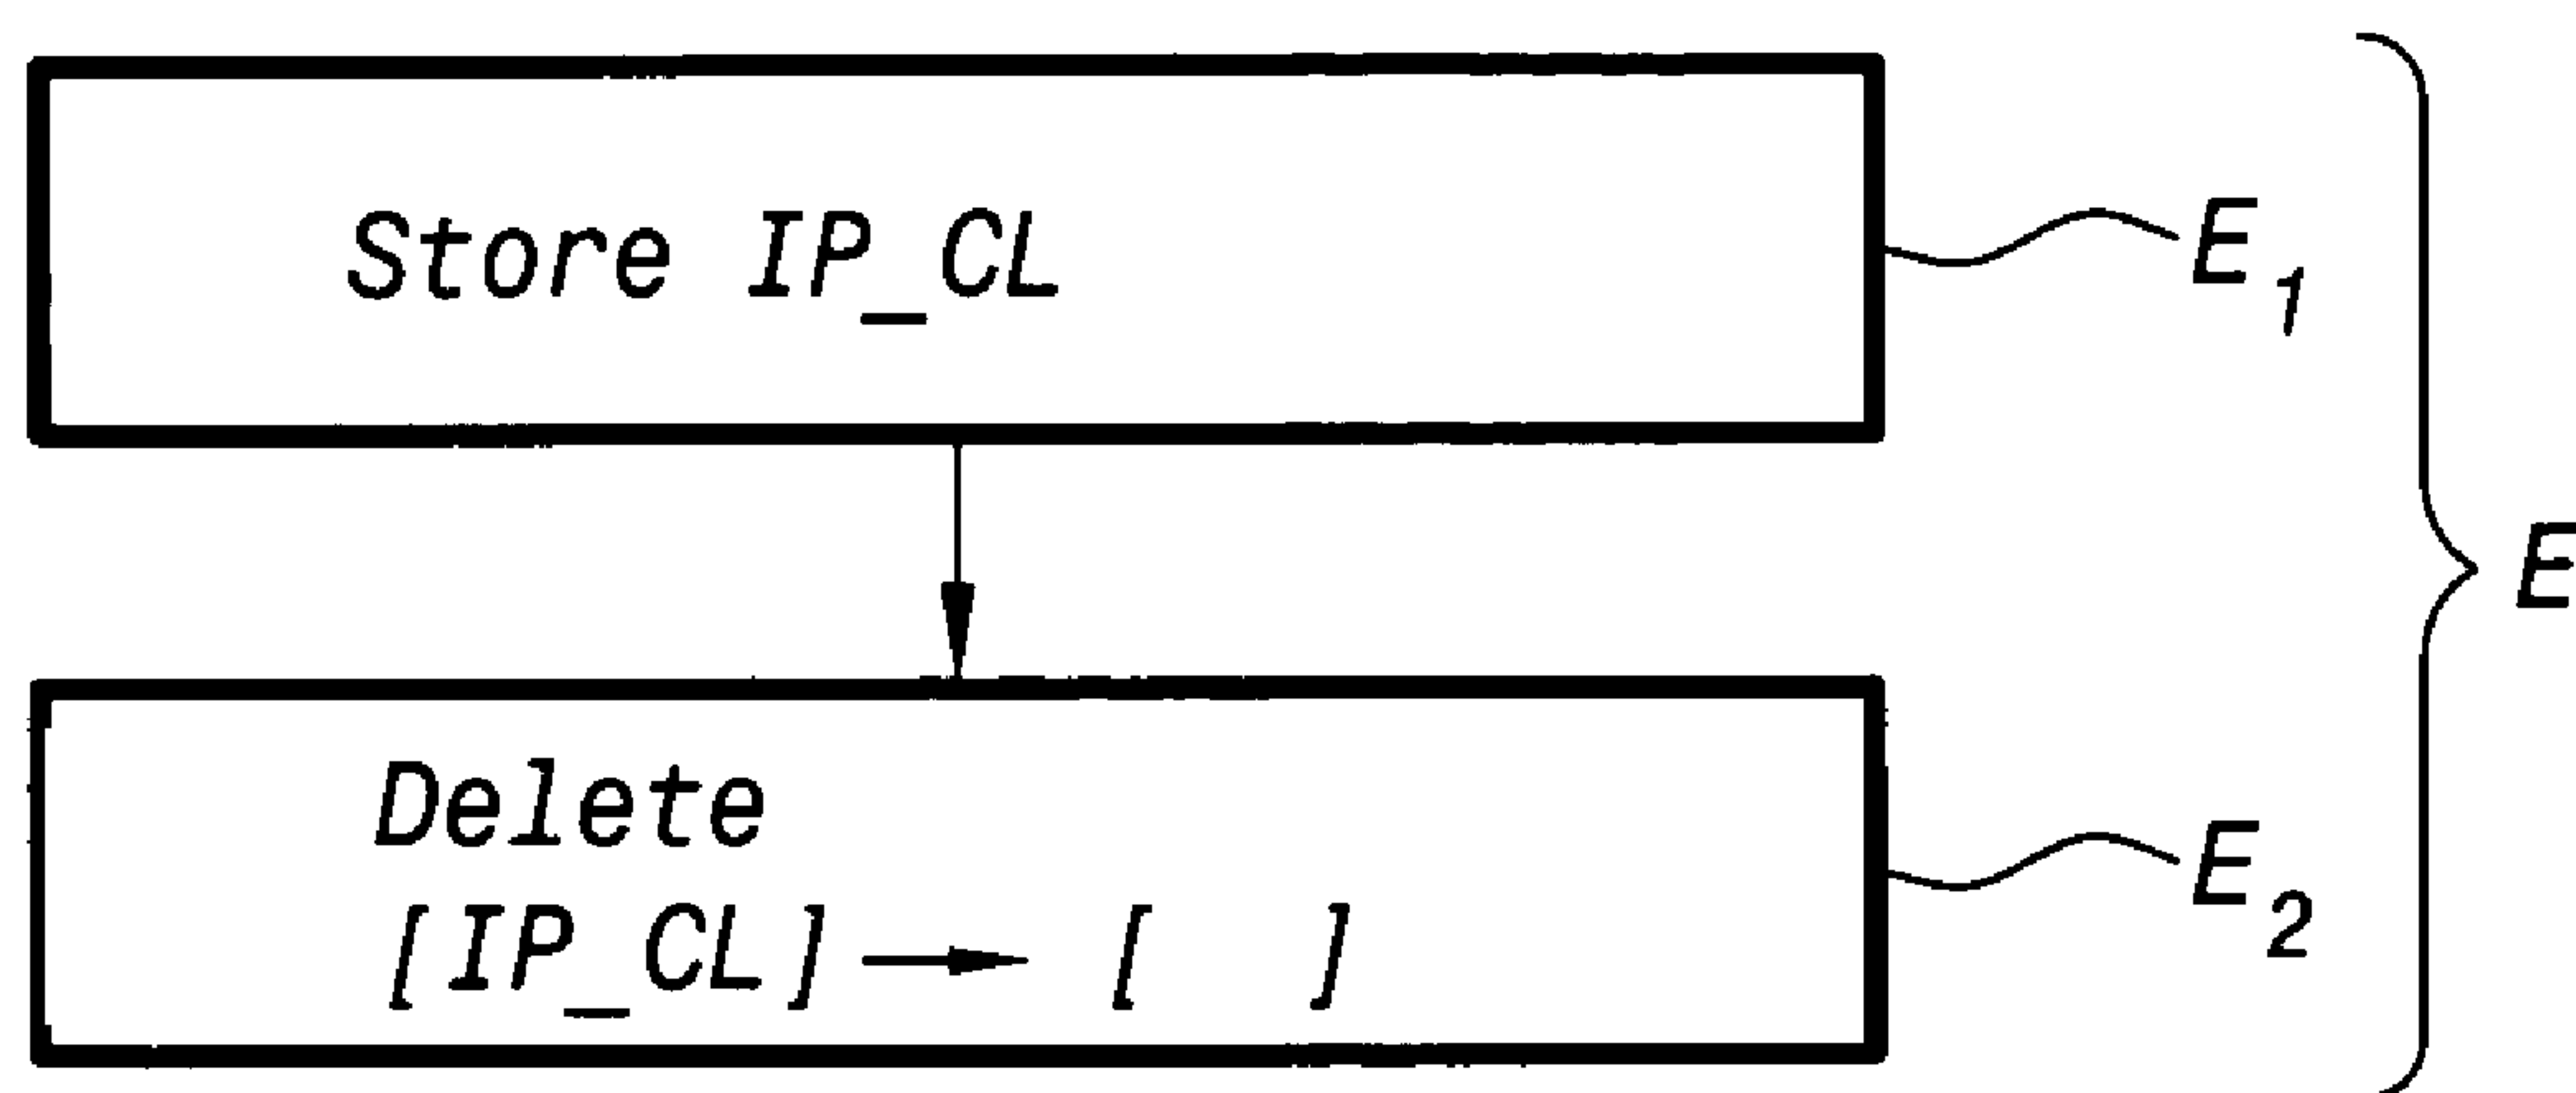 Store IP_CL
E1
E
Delete
[IP_CL] → [ ]
E2